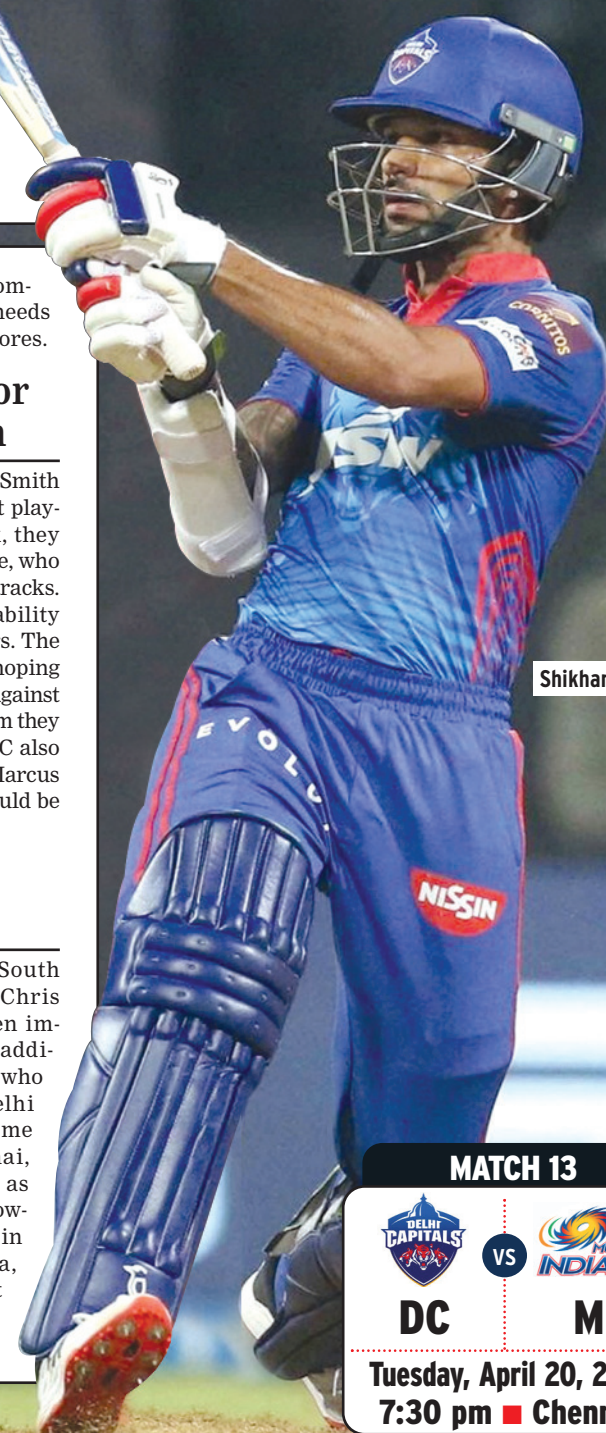 om-
needs
ores.
or
n
Smith
t play-
, they
e, who
racks.
ability
s. The
hoping
gainst
m they
C also
Marcus
uld be
South
Chris
en im-
addi-
who
elhi
me
ai,
as
ow-
in
a,
t
DELHI
CAPITALS
CORNITOS
JSW
Shikhar
EVOLU
NISSIN
MATCH 13
DELHI
CAPITALS
VS
INDIA
DC
M
Tuesday, April 20, 2
7:30 pm ■ Chenn